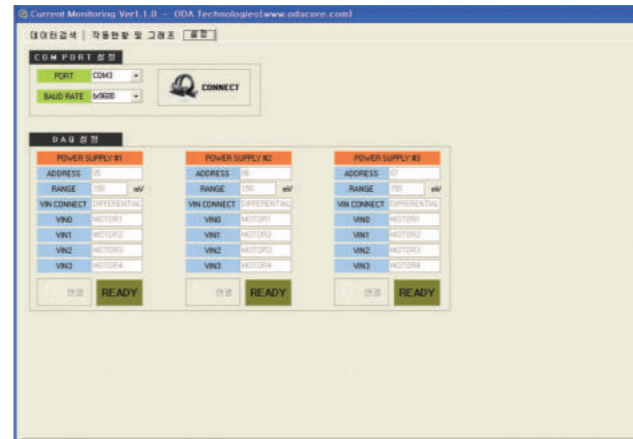 Current Monitoring Ver1.1.0 - ODA Technologies(www.odacore.com)
데이터검색 작동현황 및 그래프 설정
COM PORT 설정
PORT COM3
BAUD RATE br9600
CONNECT
DAQ 설정
POWER SUPPLY #1 POWER SUPPLY #2 POWER SUPPLY #3
ADDRESS 05 ADDRESS 06 ADDRESS 07
RANGE 150 mV RANGE 150 mV RANGE 150 mV
VIN CONNECT DIFFERENTIAL VIN CONNECT DIFFERENTIAL VIN CONNECT DIFFERENTIAL
VIN0 MOTOR1 VIN0 MOTOR1 VIN0 MOTOR1
VIN1 MOTOR2 VIN1 MOTOR2 VIN1 MOTOR2
VIN2 MOTOR3 VIN2 MOTOR3 VIN2 MOTOR3
VIN3 MOTOR4 VIN3 MOTOR4 VIN3 MOTOR4
연결 READY 연결 READY 연결 READY